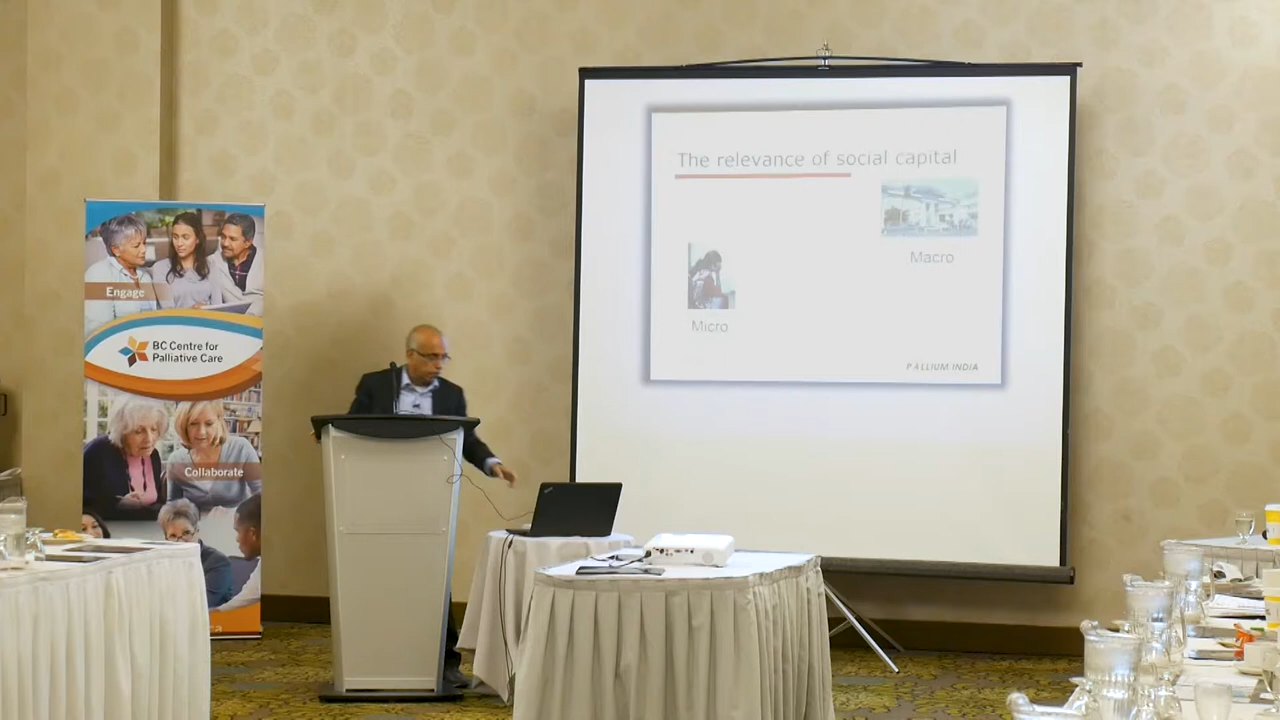 Engage
BC Centre for
Palliative Care
Collaborate
The relevance of social capital
Macro
Micro
PALLIUM INDIA